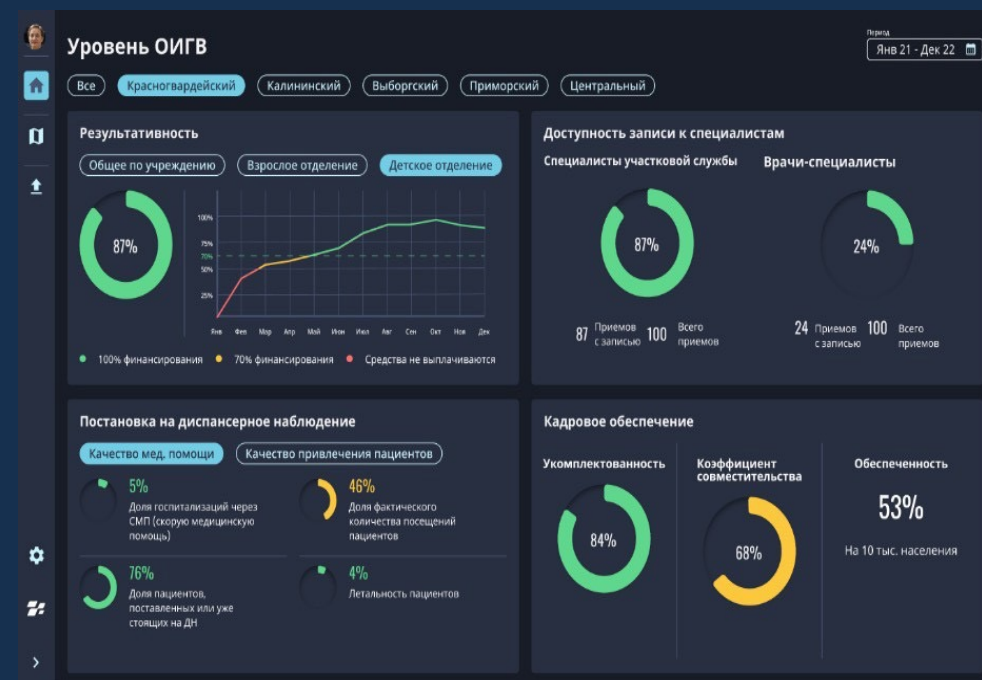 Уровень ОИГВ
Период
Янв 21 - Дек 22
Все
Красногвардейский
Калининский
Выборгский
Приморский
Центральный
Результативность
Общее по учреждению
Взрослое отделение
Детское отделение
87%
100%
75%
70%
50%
25%
Янв Фев Мар Апр Май Июн Июл Авг Сен Окт Ноя Дек
100% финансирования
70% финансирования
Средства не выплачиваются
Доступность записи к специалистам
Специалисты участковой службы
87%
87 Приемов
с записью
100 Всего
приемов
Врачи-специалисты
24%
24 Приемов
с записью
100 Всего
приемов
Постановка на диспансерное наблюдение
Качество мед. помощи
Качество привлечения пациентов
5%
Доля госпитализаций через
СМП (скорую медицинскую
помощь)
46%
Доля фактического
количества посещений
пациентов
76%
Доля пациентов,
поставленных или уже
стоящих на ДН
4%
Летальность пациентов
Кадровое обеспечение
Укомплектованность
84%
Коэффициент
совместительства
68%
Обеспеченность
53%
На 10 тыс. населения